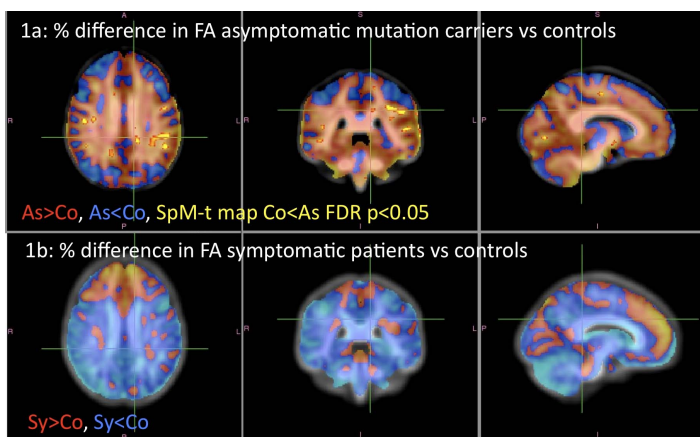 1a: % difference in FA asymptomatic mutation carriers vs controls
A
S
S
R
L
R
L
P
As>Co, As<Co, SpM-t map Co<As FDR p<0.05
P
I
I
1b: % difference in FA symptomatic patients vs controls
A
S
S
R
L
R
L
P
Sy>Co, Sy<Co
I
I